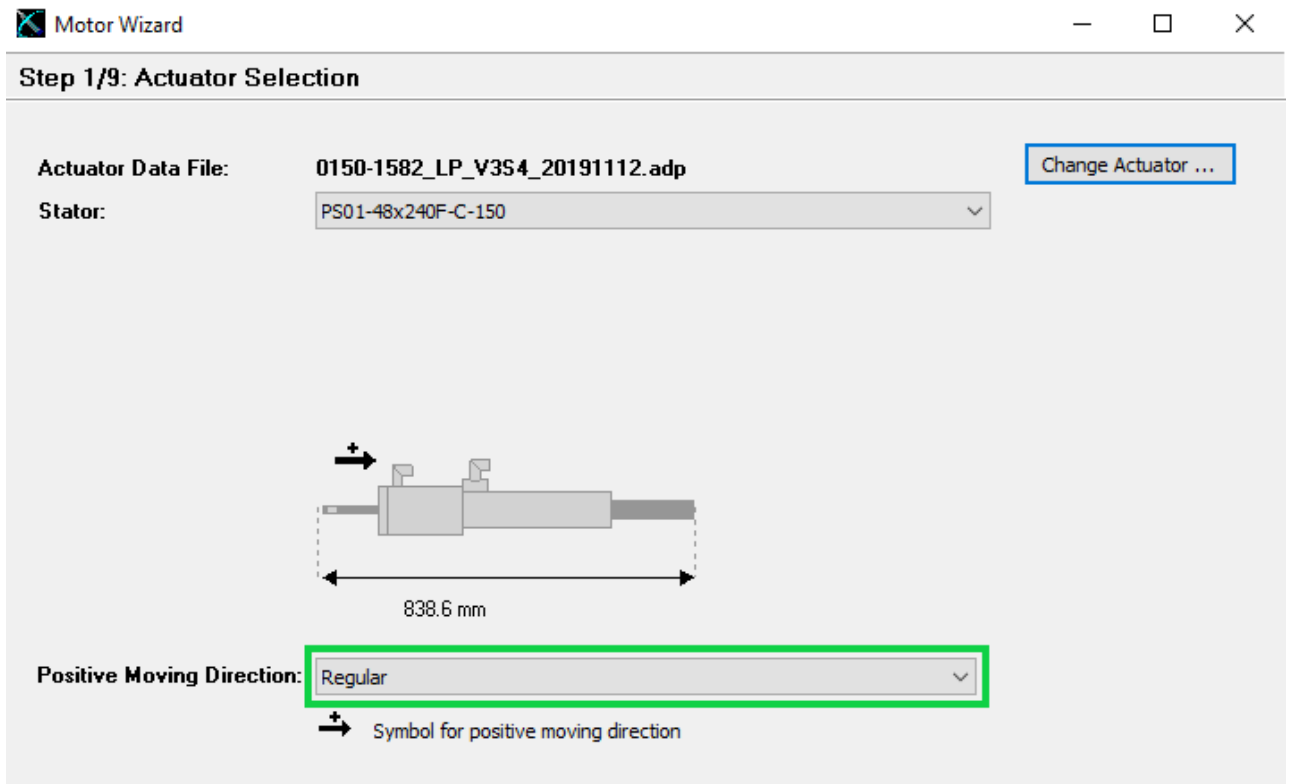 Motor Wizard
Step 1/9: Actuator Selection
Actuator Data File: 0150-1582_LP_V3S4_20191112.adp Change Actuator ...
Stator: PS01-48x240F-C-150
838.6 mm
Positive Moving Direction: Regular
Symbol for positive moving direction